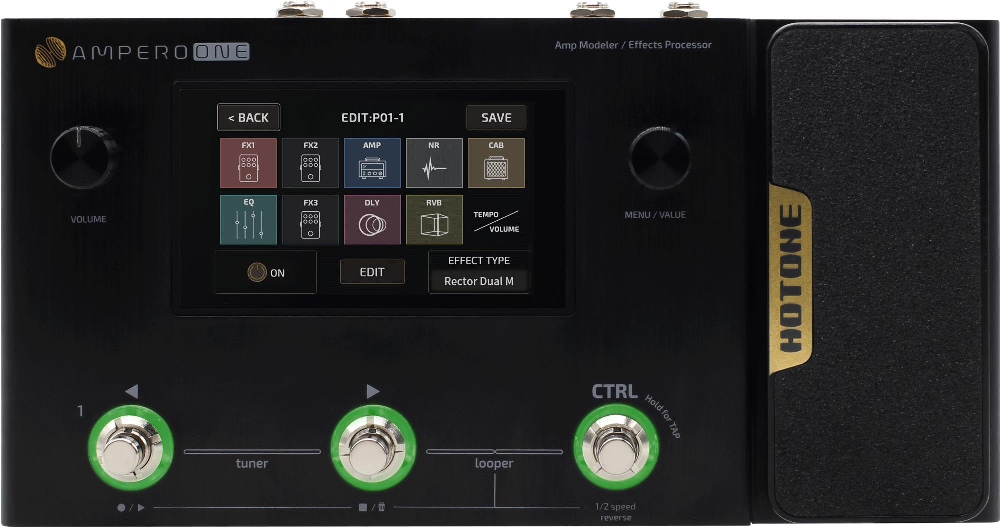 AMPERO ONE
Amp Modeler / Effects Processor
< BACK
EDIT:P01-1
SAVE
FX1
FX2
AMP
NR
CAB
EQ
FX3
DLY
RVB
TEMPO
VOLUME
ON
EDIT
EFFECT TYPE
Rector Dual M
VOLUME
MENU / VALUE
HOTONE
1
CTRL
Hold for TAP
tuner
looper
1/2 speed
reverse